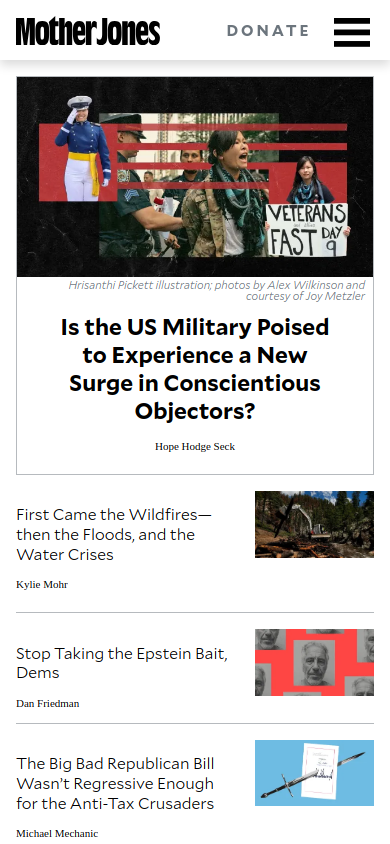 Mother Jones
DONATE
VETERANS
FAST DAY
9
Hrisanthi Pickett illustration; photos by Alex Wilkinson and
courtesy of Joy Metzler
Is the US Military Poised
to Experience a New
Surge in Conscientious
Objectors?
Hope Hodge Seck
First Came the Wildfires—
then the Floods, and the
Water Crises
Kylie Mohr
Stop Taking the Epstein Bait,
Dems
Dan Friedman
The Big Bad Republican Bill
Wasn’t Regressive Enough
for the Anti-Tax Crusaders
Michael Mechanic